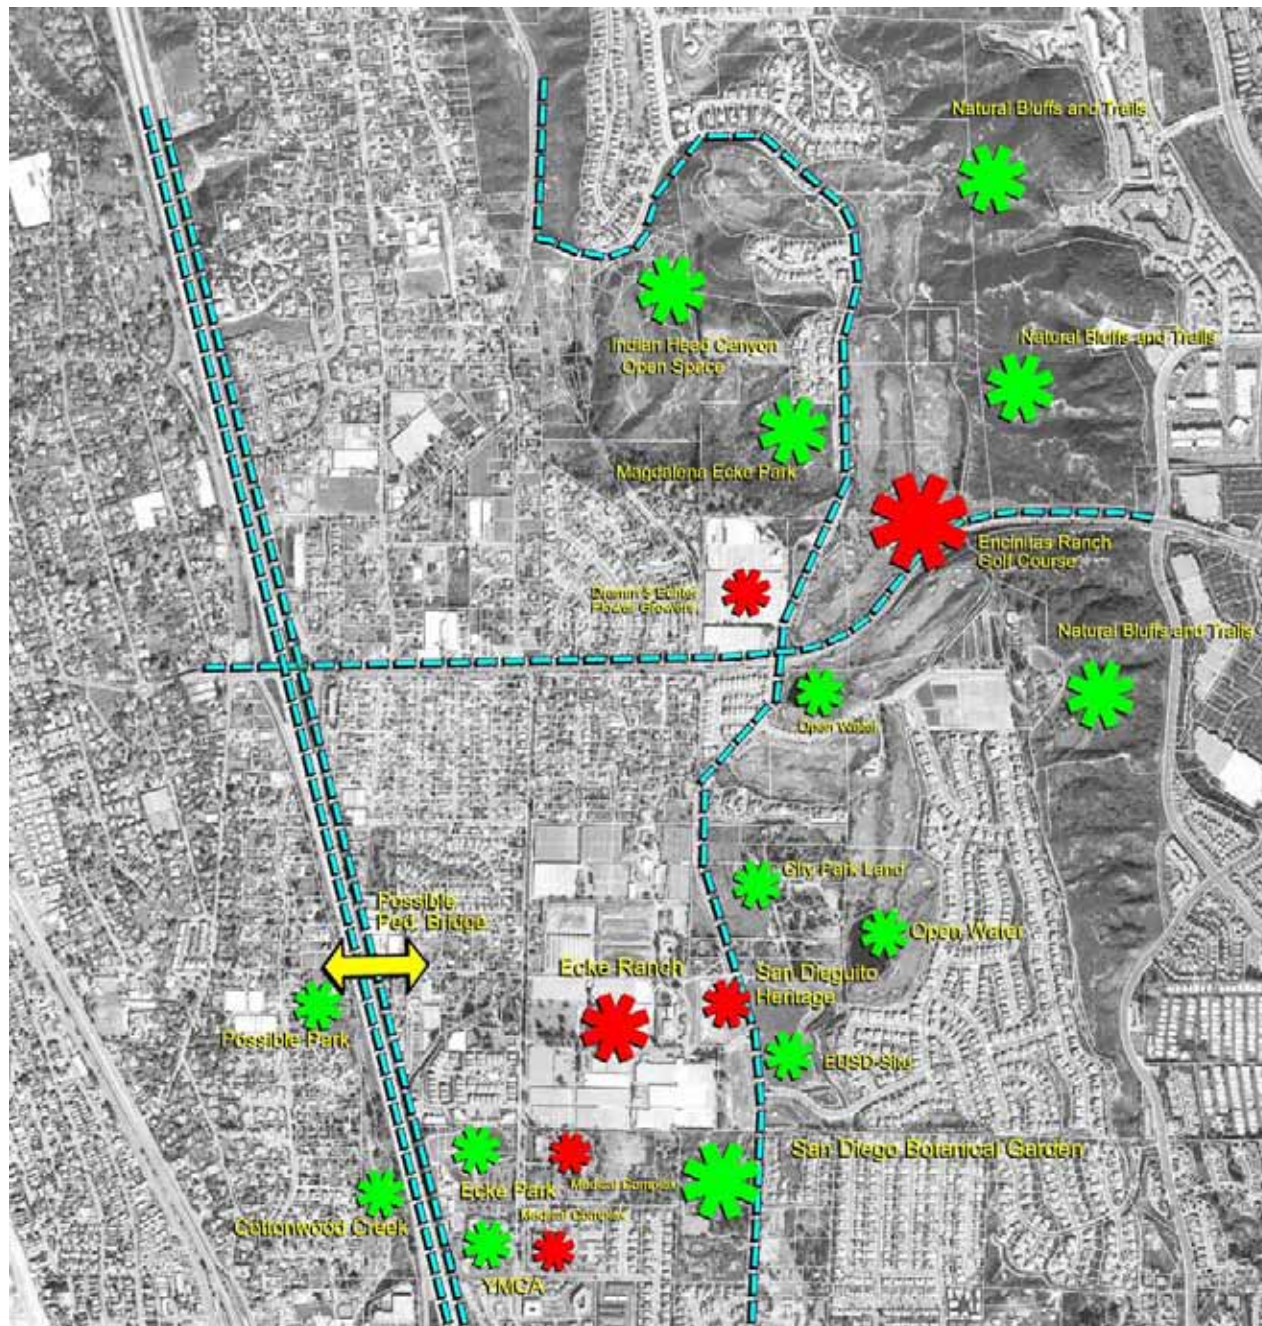 Natural Bluffs and Trails
Indian Head Canyon
Open Space
Natural Bluffs and Trails
Magdalena Ecke Park
Encinitas Ranch
Golf Course
Flower Growers
Natural Bluffs and Trails
Open Water
City Park Land
Possible
Ped. Bridge
Open Water
Ecke Ranch
San Dieguito
Heritage
Possible Park
EUSD-Site
San Diego Botanical Garden
Ecke Park
Medical Complex
Cottonwood Creek
Medical Complex
YMCA